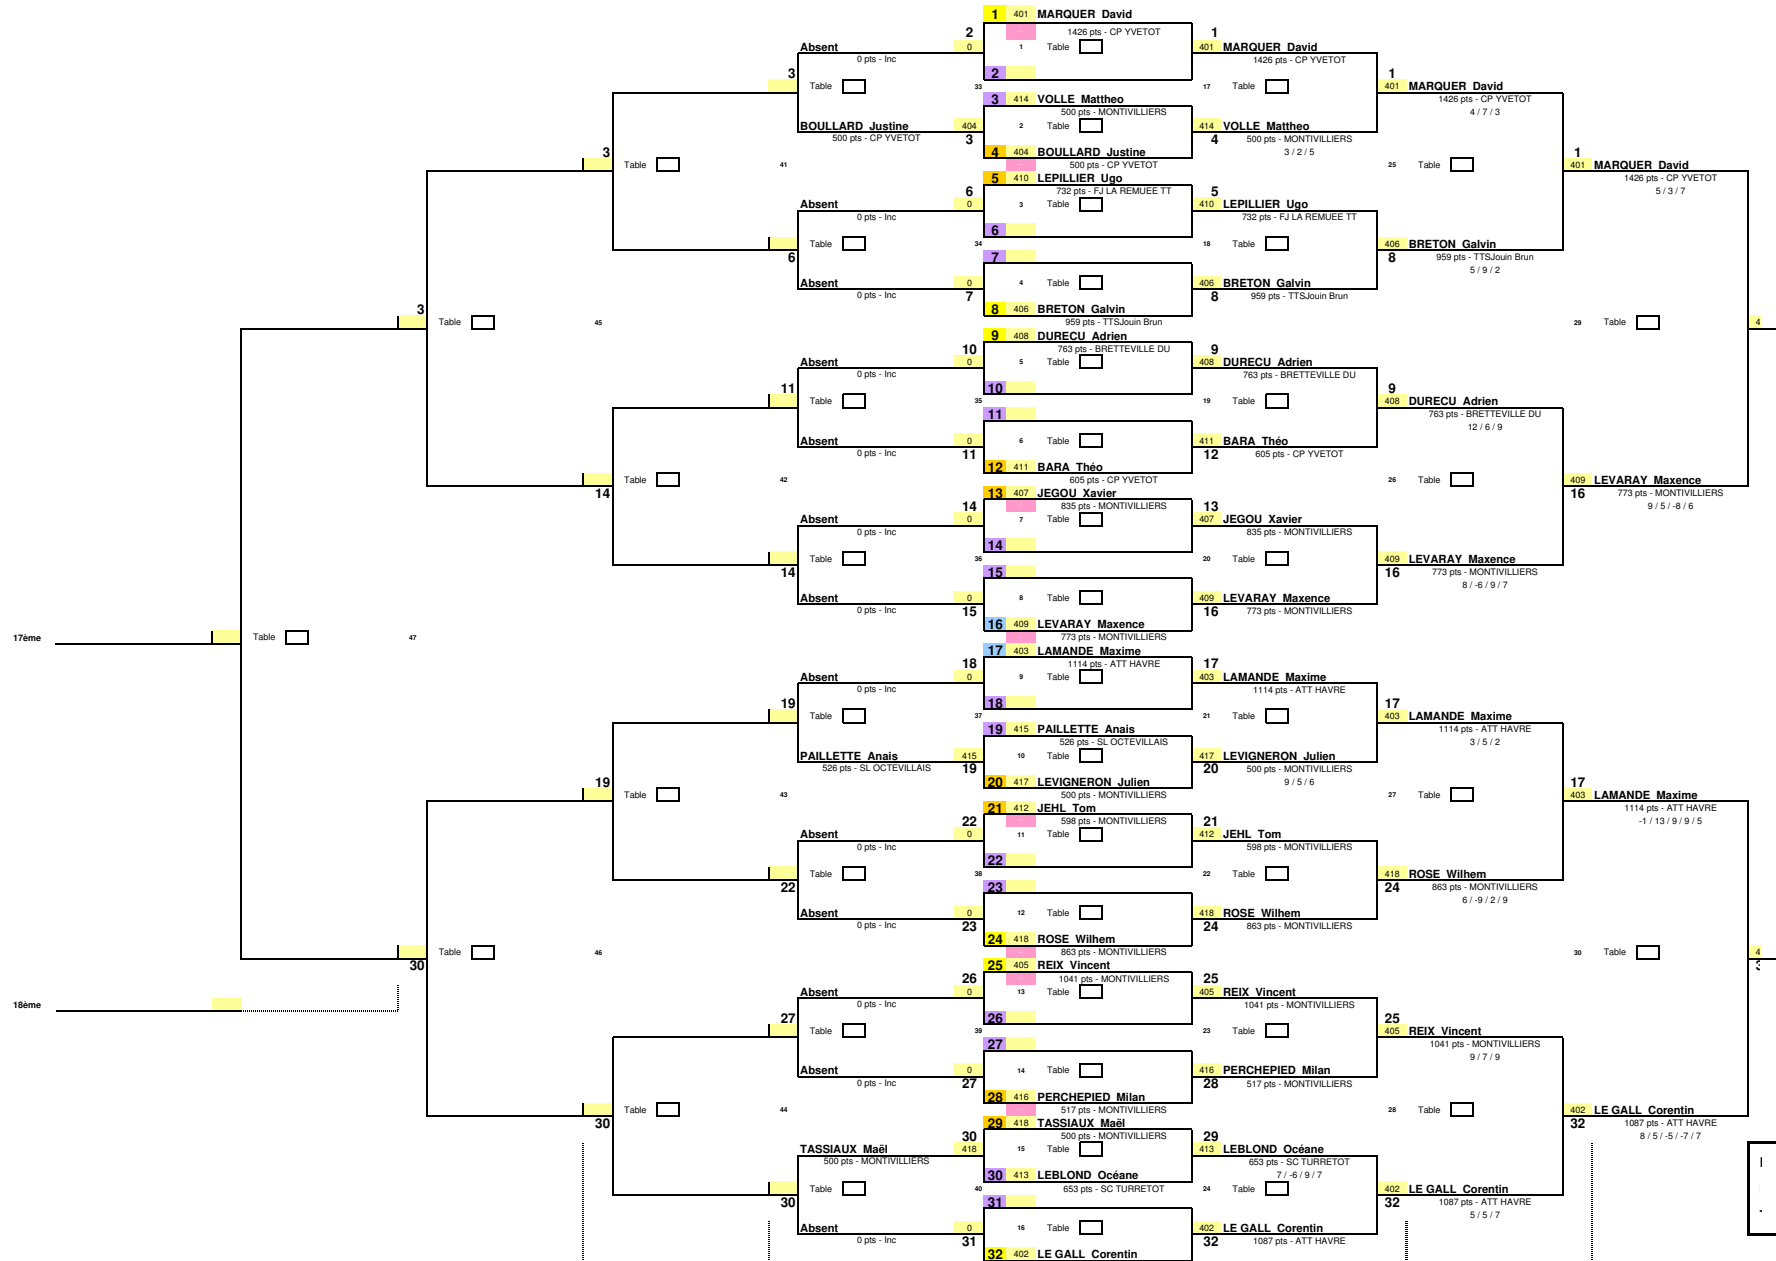 1 401 MARQUER David
1426 pts - CP YVETOT
1 Table
2
3 414 VOLLE Mattheo
500 pts - MONTIVILLIERS
2 Table
4 404 BOULLARD Justine
500 pts - CP YVETOT
5 410 LEPILLIER Ugo
732 pts - FJ LA REMUEE TT
3 Table
6
7
4 Table
8 406 BRETON Galvin
959 pts - TTSJouin Brun
9 408 DURECU Adrien
763 pts - BRETTEVILLE DU
5 Table
10
11
6 Table
12 411 BARA Théo
605 pts - CP YVETOT
13 407 JEGOU Xavier
835 pts - MONTIVILLIERS
7 Table
14
15
8 Table
16 409 LEVARAY Maxence
773 pts - MONTIVILLIERS
17 403 LAMANDE Maxime
1114 pts - ATT HAVRE
9 Table
18
19 415 PAILLETTE Anais
526 pts - SL OCTEVILLAIS
10 Table
20 417 LEVIGNERON Julien
500 pts - MONTIVILLIERS
21 412 JEHL Tom
598 pts - MONTIVILLIERS
11 Table
22
23
12 Table
24 418 ROSE Wilhem
863 pts - MONTIVILLIERS
25 405 REIX Vincent
1041 pts - MONTIVILLIERS
13 Table
26
27
14 Table
28 416 PERCHEPIED Milan
517 pts - MONTIVILLIERS
29 418 TASSIAUX Maël
500 pts - MONTIVILLIERS
15 Table
30 413 LEBLOND Océane
653 pts - SC TURRETOT
31
16 Table
32 402 LE GALL Corentin
2
Absent 0
0 pts - Inc
Table 33
BOULLARD Justine 404
500 pts - CP YVETOT 3
6
Absent 0
0 pts - Inc
Table 34
Absent 0
0 pts - Inc 7
10
Absent 0
0 pts - Inc
Table 35
Absent 0
0 pts - Inc 11
14
Absent 0
0 pts - Inc
Table 36
Absent 0
0 pts - Inc 15
18
Absent 0
0 pts - Inc
Table 37
PAILLETTE Anais 415
526 pts - SL OCTEVILLAIS 19
22
Absent 0
0 pts - Inc
Table 38
Absent 0
0 pts - Inc 23
26
Absent 0
0 pts - Inc
Table 39
Absent 0
0 pts - Inc 27
30
TASSIAUX Maël 418
500 pts - MONTIVILLIERS
Table 40
Absent 0
0 pts - Inc 31
3
Table 41
6
11
Table 42
14
19
Table 43
22
27
Table 44
30
3
Table 45
14
19
Table 46
30
3
Table 47
30
17ème
18ème
1
401 MARQUER David
1426 pts - CP YVETOT
17 Table
414 VOLLE Mattheo
4 500 pts - MONTIVILLIERS
3 / 2 / 5
5
410 LEPILLIER Ugo
732 pts - FJ LA REMUEE TT
18 Table
406 BRETON Galvin
8 959 pts - TTSJouin Brun
9
408 DURECU Adrien
763 pts - BRETTEVILLE DU
19 Table
411 BARA Théo
12 605 pts - CP YVETOT
13
407 JEGOU Xavier
835 pts - MONTIVILLIERS
20 Table
409 LEVARAY Maxence
16 773 pts - MONTIVILLIERS
17
403 LAMANDE Maxime
1114 pts - ATT HAVRE
21 Table
417 LEVIGNERON Julien
20 500 pts - MONTIVILLIERS
9 / 5 / 6
21
412 JEHL Tom
598 pts - MONTIVILLIERS
22 Table
418 ROSE Wilhem
24 863 pts - MONTIVILLIERS
25
405 REIX Vincent
1041 pts - MONTIVILLIERS
23 Table
416 PERCHEPIED Milan
28 517 pts - MONTIVILLIERS
29
413 LEBLOND Océane
653 pts - SC TURRETOT
7 / -6 / 9 / 7
24 Table
402 LE GALL Corentin
32 1087 pts - ATT HAVRE
1
401 MARQUER David
1426 pts - CP YVETOT
4 / 7 / 3
25 Table
406 BRETON Galvin
8 959 pts - TTSJouin Brun
5 / 9 / 2
9
408 DURECU Adrien
763 pts - BRETTEVILLE DU
12 / 6 / 9
26 Table
409 LEVARAY Maxence
16 773 pts - MONTIVILLIERS
8 / -6 / 9 / 7
17
403 LAMANDE Maxime
1114 pts - ATT HAVRE
3 / 5 / 2
27 Table
418 ROSE Wilhem
24 863 pts - MONTIVILLIERS
6 / -9 / 2 / 9
25
405 REIX Vincent
1041 pts - MONTIVILLIERS
9 / 7 / 9
28 Table
402 LE GALL Corentin
32 1087 pts - ATT HAVRE
5 / 5 / 7
1
401 MARQUER David
1426 pts - CP YVETOT
5 / 3 / 7
29 Table
409 LEVARAY Maxence
16 773 pts - MONTIVILLIERS
9 / 5 / -8 / 6
17
403 LAMANDE Maxime
1114 pts - ATT HAVRE
-1 / 13 / 9 / 9 / 5
30 Table
402 LE GALL Corentin
32 1087 pts - ATT HAVRE
8 / 5 / -5 / -7 / 7
4
4